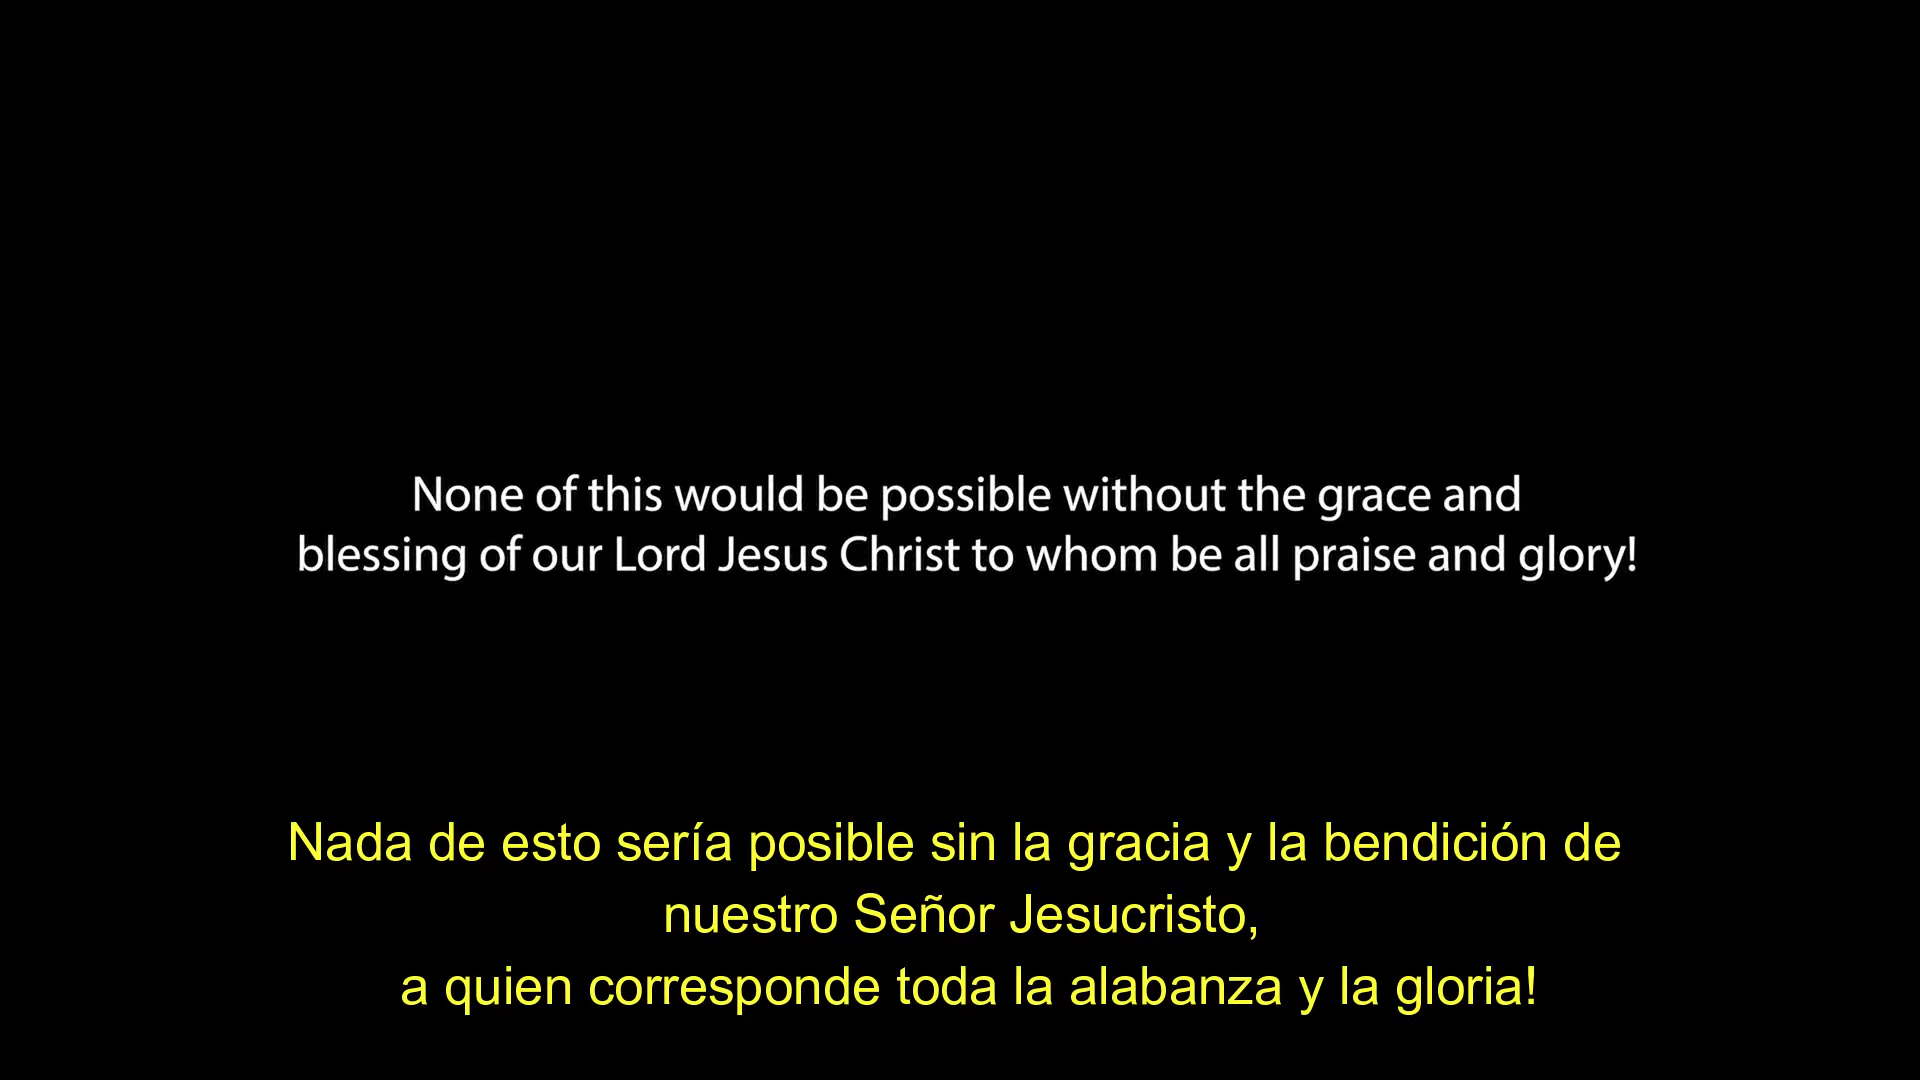 None of this would be possible without the grace and
blessing of our Lord Jesus Christ to whom be all praise and glory!
Nada de esto sería posible sin la gracia y la bendición de
nuestro Señor Jesucristo,
a quien corresponde toda la alabanza y la gloria!